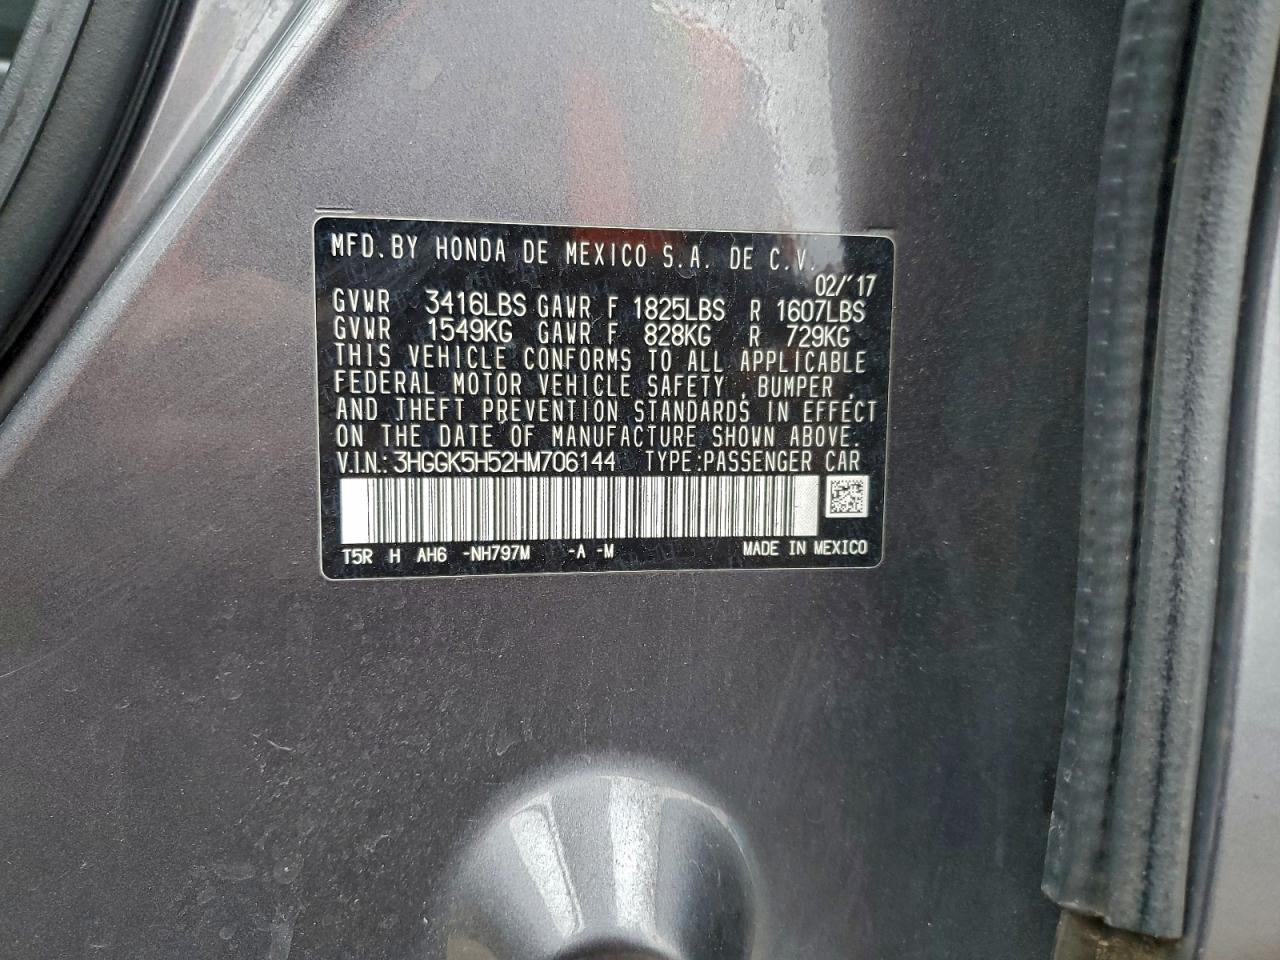 MFD.BY HONDA DE MEXICO S.A. DE C.V.
02/'17
GVWR 3416LBS GAWR F 1825LBS R 1607LBS
GVWR 1549KG GAWR F 828KG R 729KG
THIS VEHICLE CONFORMS TO ALL APPLICABLE
FEDERAL MOTOR VEHICLE SAFETY , BUMPER ,
AND THEFT PREVENTION STANDARDS IN EFFECT
ON THE DATE OF MANUFACTURE SHOWN ABOVE.
V.I.N.: 3HGGK5H52HM706144 TYPE:PASSENGER CAR
T5R H AH6 -NH797M -A -M MADE IN MEXICO